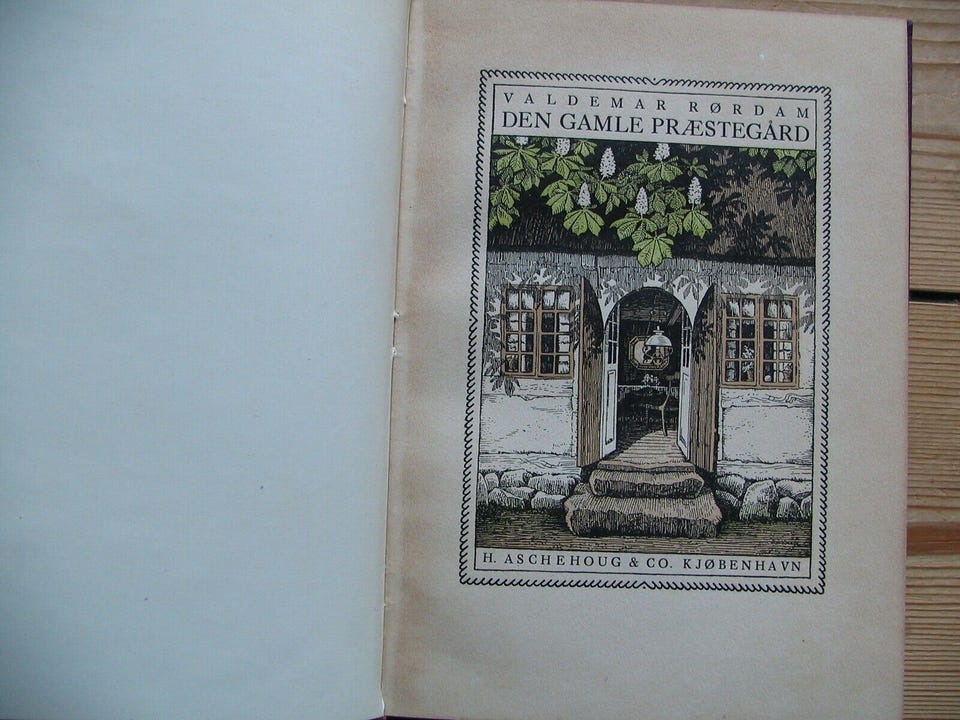 VALDEMAR RØRDAM
DEN GAMLE PRÆSTEGÅRD
H. ASCHEHOUG & CO. KJØBENHAVN